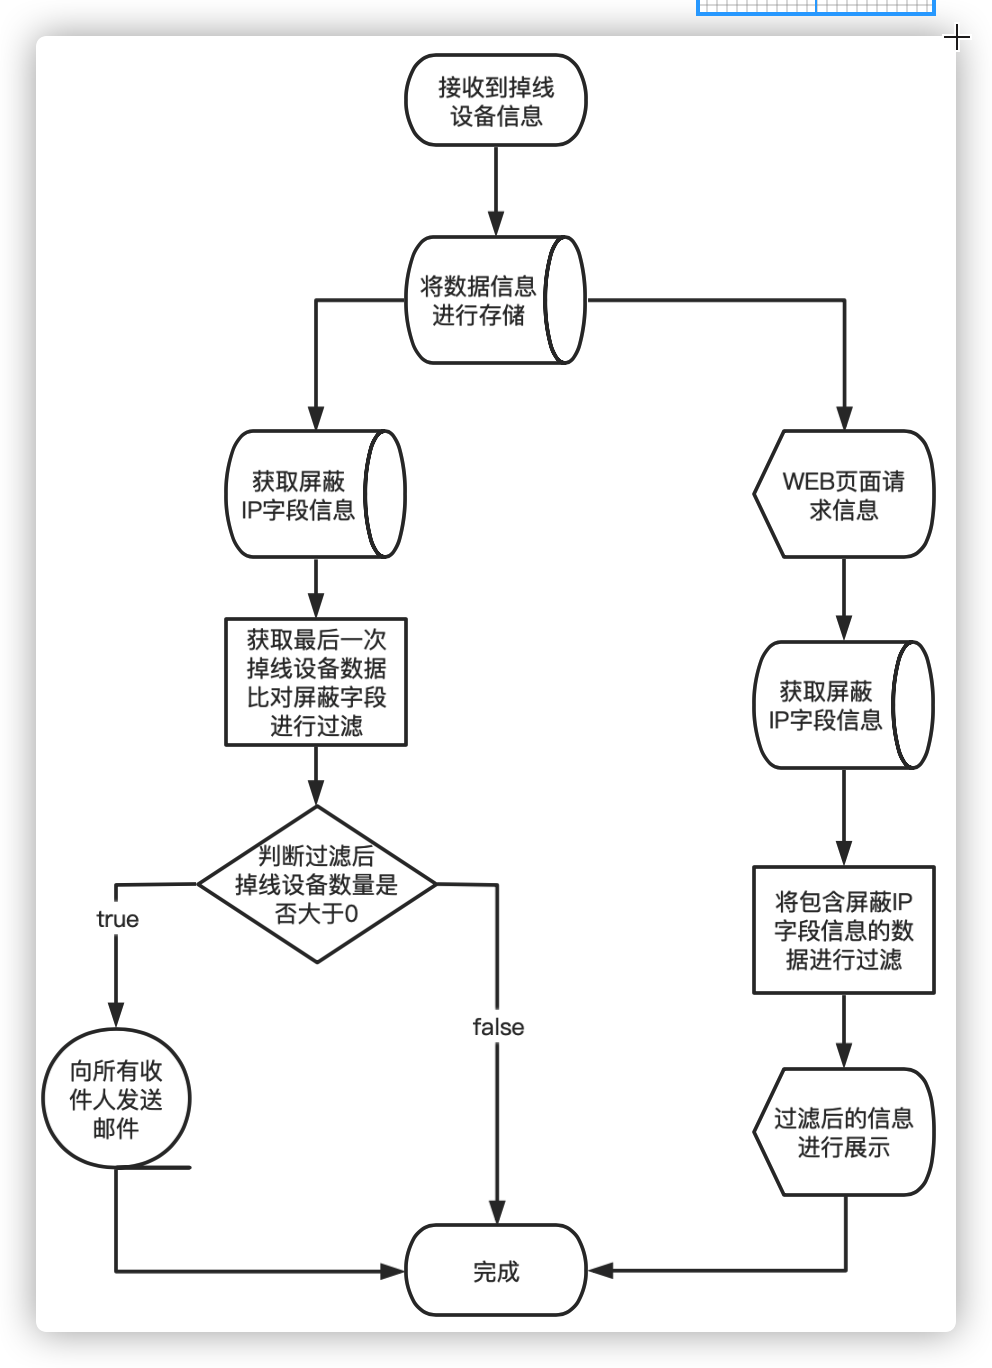 接收到掉线
设备信息
将数据信息
进行存储
获取屏蔽
IP字段信息
获取最后一次
掉线设备数据
比对屏蔽字段
进行过滤
判断过滤后
掉线设备数量是
否大于0
true
false
向所有收
件人发送
邮件
WEB页面请
求信息
获取屏蔽
IP字段信息
将包含屏蔽IP
字段信息的数
据进行过滤
过滤后的信息
进行展示
完成